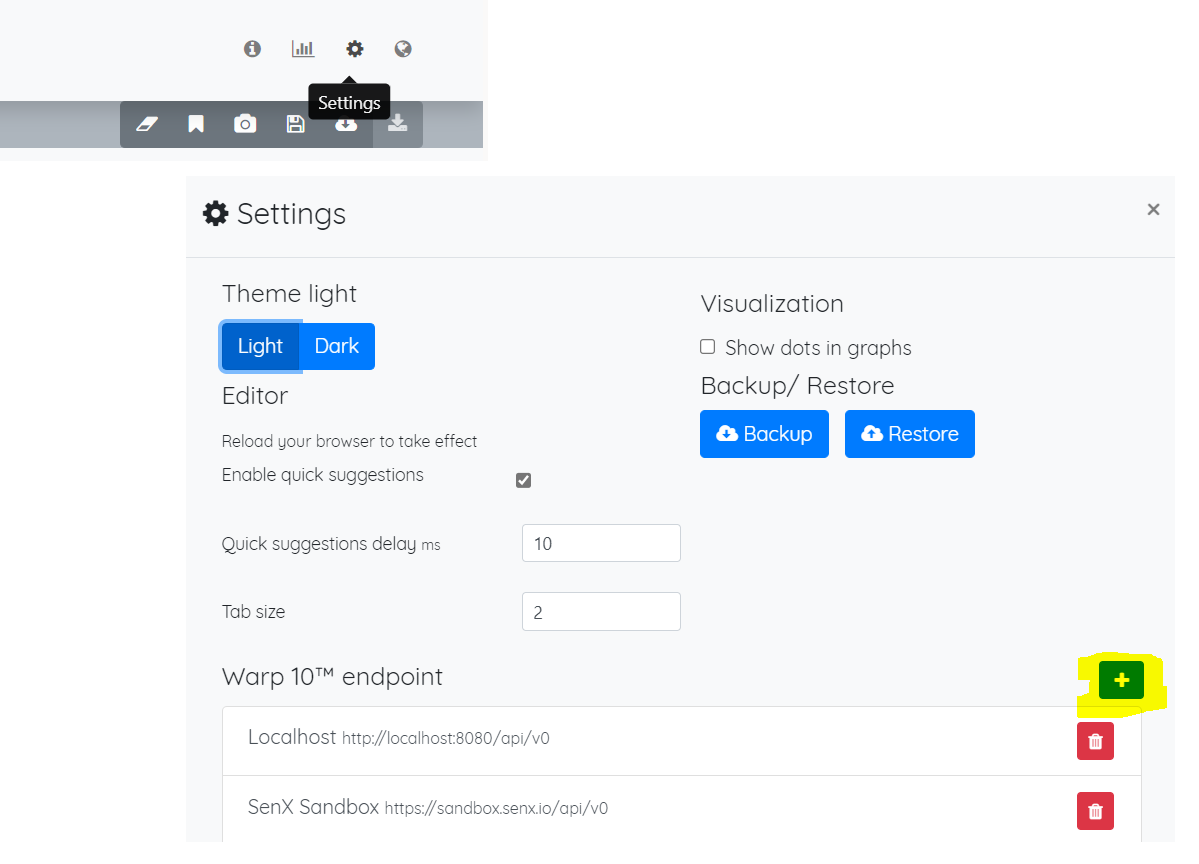 Settings
Settings
×
Theme light
Light Dark
Editor
Reload your browser to take effect
Enable quick suggestions
Quick suggestions delay ms
10
Tab size
2
Visualization
Show dots in graphs
Backup/ Restore
Backup Restore
Warp 10™ endpoint
+
Localhost http://localhost:8080/api/v0
SenX Sandbox https://sandbox.senx.io/api/v0